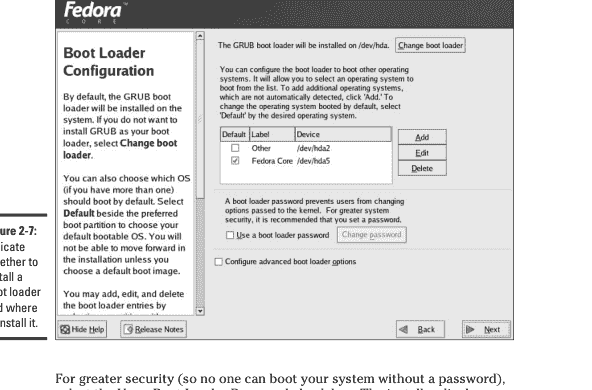 Fedora
CORE
Boot Loader
Configuration
By default, the GRUB boot
loader will be installed on the
system. If you do not want to
install GRUB as your boot
loader, select Change boot
loader.
You can also choose which OS
(if you have more than one)
should boot by default. Select
Default beside the preferred
boot partition to choose your
default bootable OS. You will
not be able to move forward in
the installation unless you
choose a default boot image.
You may add, edit, and delete
the boot loader entries by
The GRUB boot loader will be installed on /dev/hda. Change boot loader
You can configure the boot loader to boot other operating
systems. It will allow you to select an operating system to
boot from the list. To add additional operating systems,
which are not automatically detected, click 'Add.' To
change the operating system booted by default, select
'Default' by the desired operating system.
Default Label Device
Other /dev/hda2
Fedora Core /dev/hda5
Add
Edit
Delete
A boot loader password prevents users from changing
options passed to the kernel. For greater system
security, it is recommended that you set a password.
Use a boot loader password Change password
Configure advanced boot loader options
Hide Help Release Notes Back Next
ure 2-7:
icate
ether to
tall a
ot loader
d where
nstall it.
For greater security (so no one can boot your system without a password),